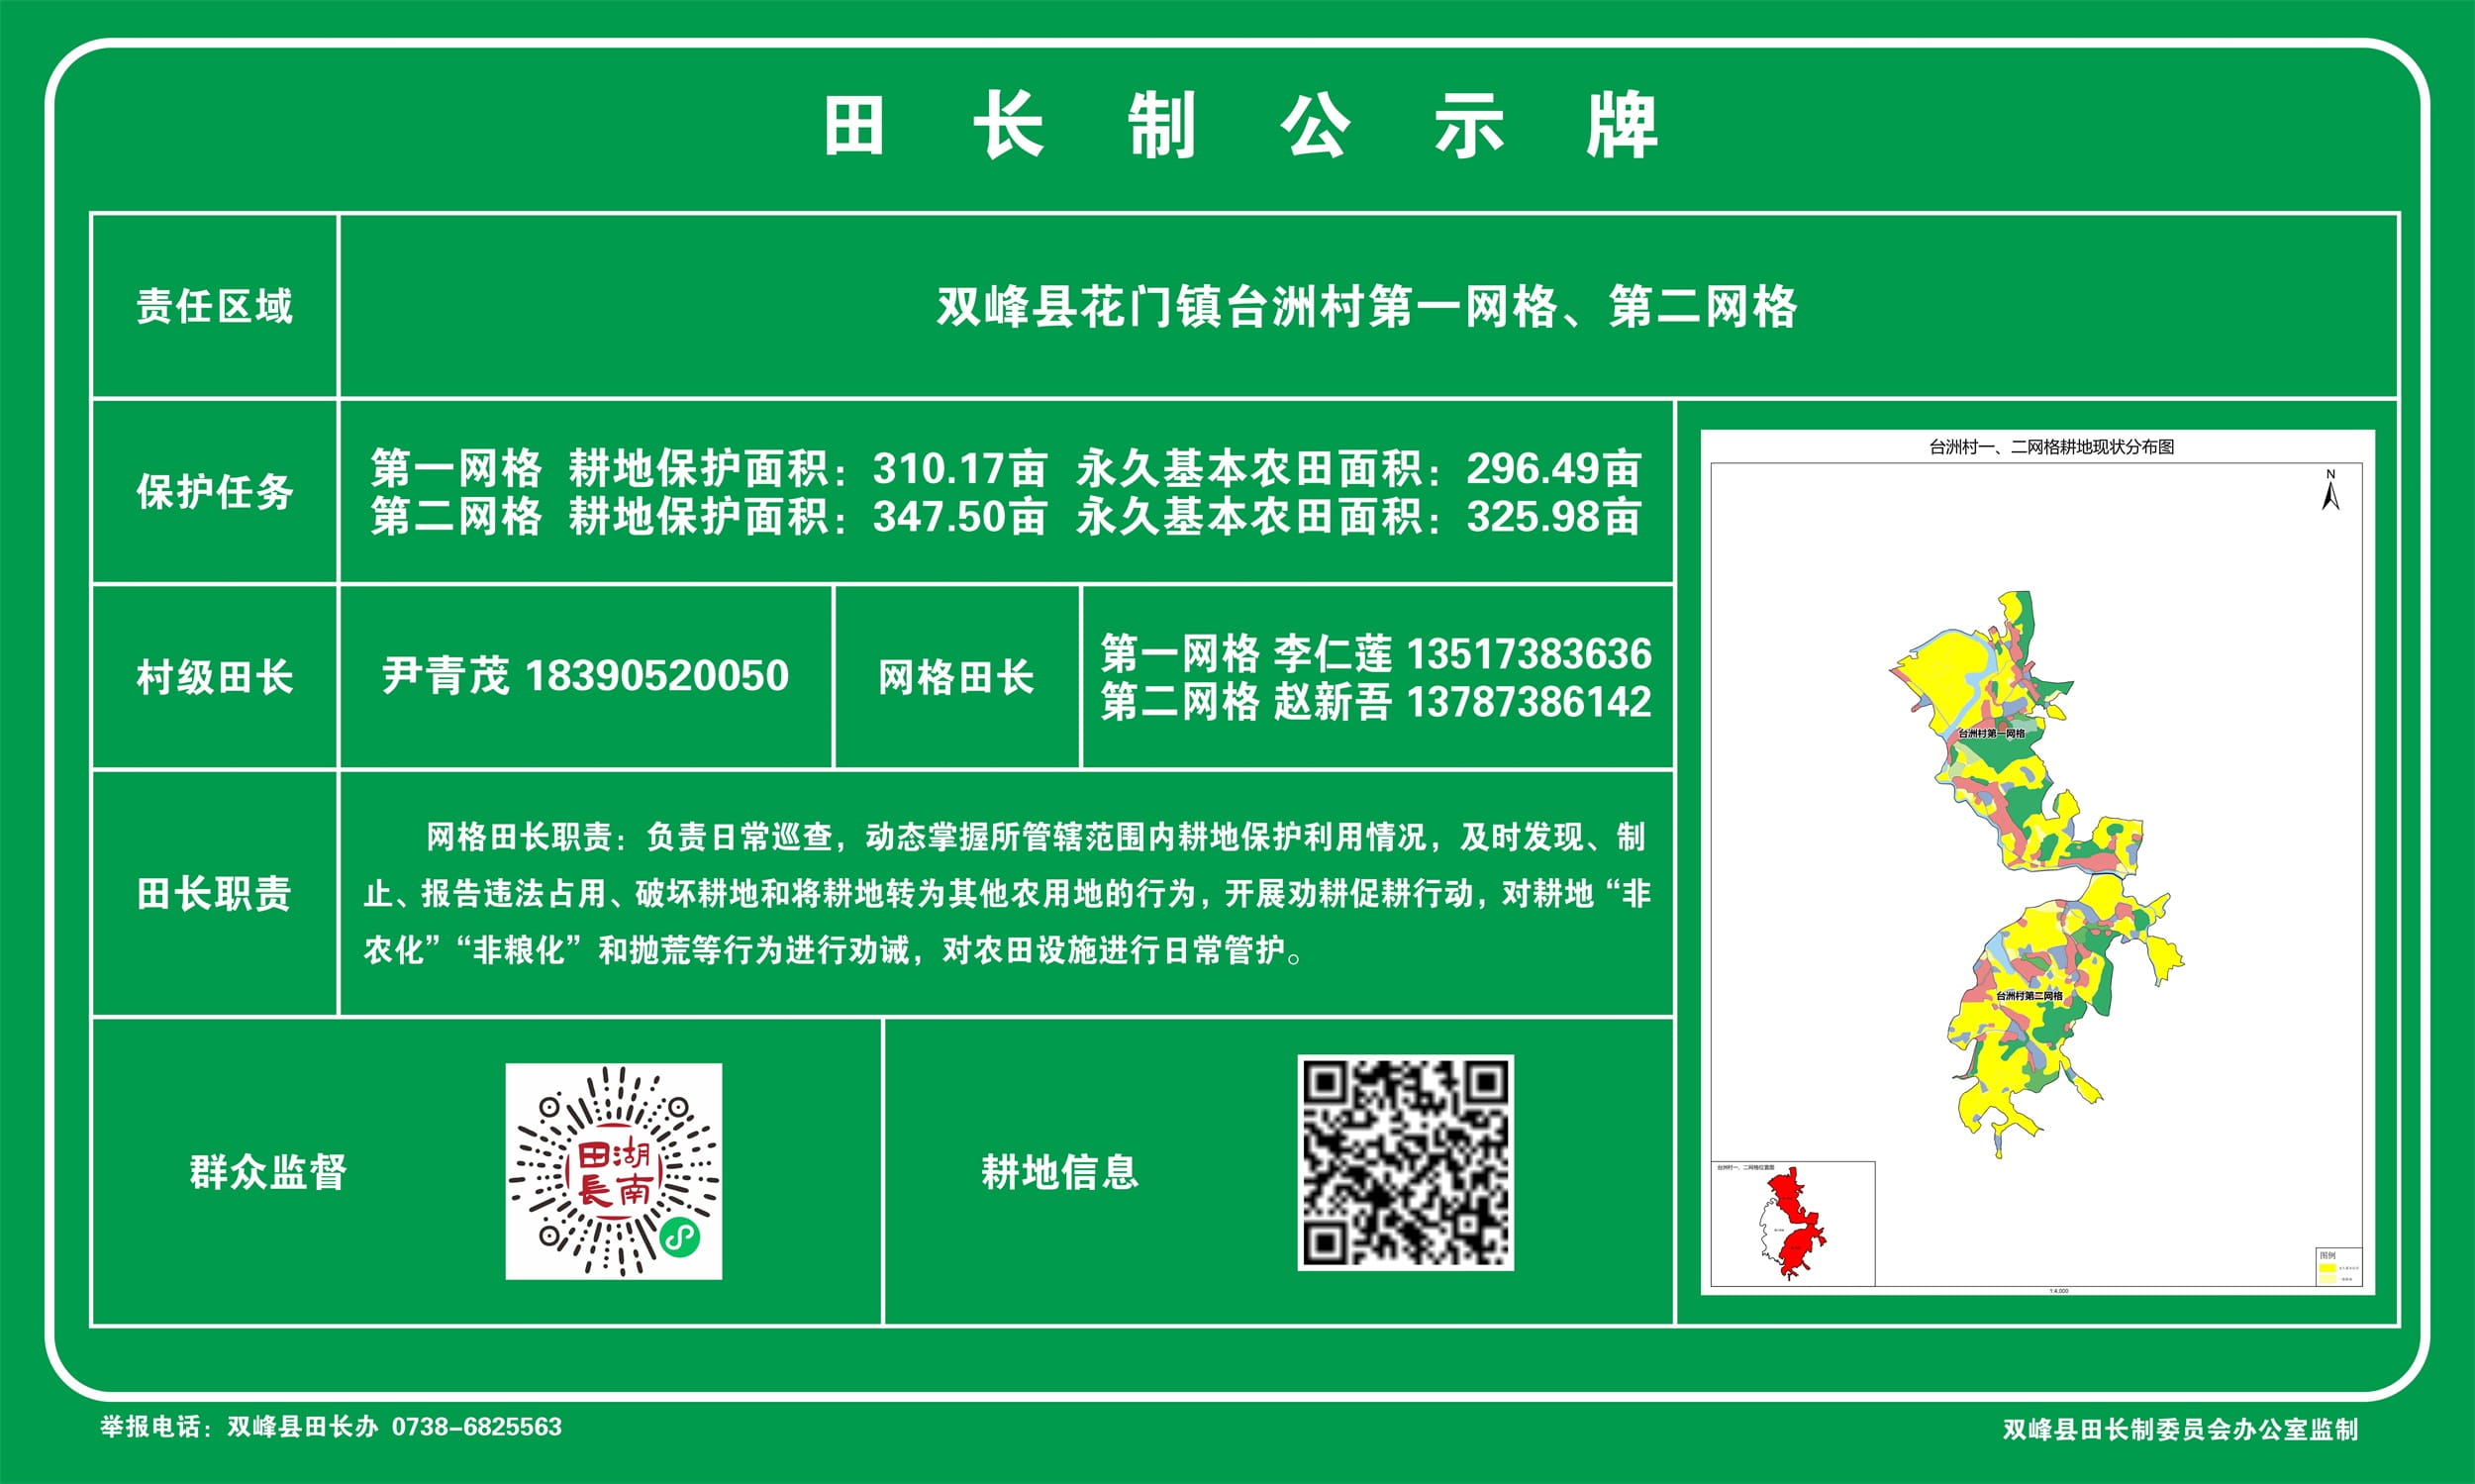 田长制公示牌
责任区域
双峰县花门镇台洲村第一网格、第二网格
保护任务
第一网格 耕地保护面积：310.17亩 永久基本农田面积：296.49亩
第二网格 耕地保护面积：347.50亩 永久基本农田面积：325.98亩
村级田长
尹青茂 18390520050
网格田长
第一网格 李仁莲 13517383636
第二网格 赵新吾 13787386142
田长职责
网格田长职责：负责日常巡查，动态掌握所管辖范围内耕地保护利用情况，及时发现、制
止、报告违法占用、破坏耕地和将耕地转为其他农用地的行为，开展劝耕促耕行动，对耕地“非
农化”“非粮化”和抛荒等行为进行劝诫，对农田设施进行日常管护。
群众监督
湖南
田長
耕地信息
台洲村一、二网格耕地现状分布图
N
台洲村第一网格
台洲村第二网格
台洲村一、二网格位置图
图例
1:4,000
举报电话：双峰县田长办 0738-6825563
双峰县田长制委员会办公室监制